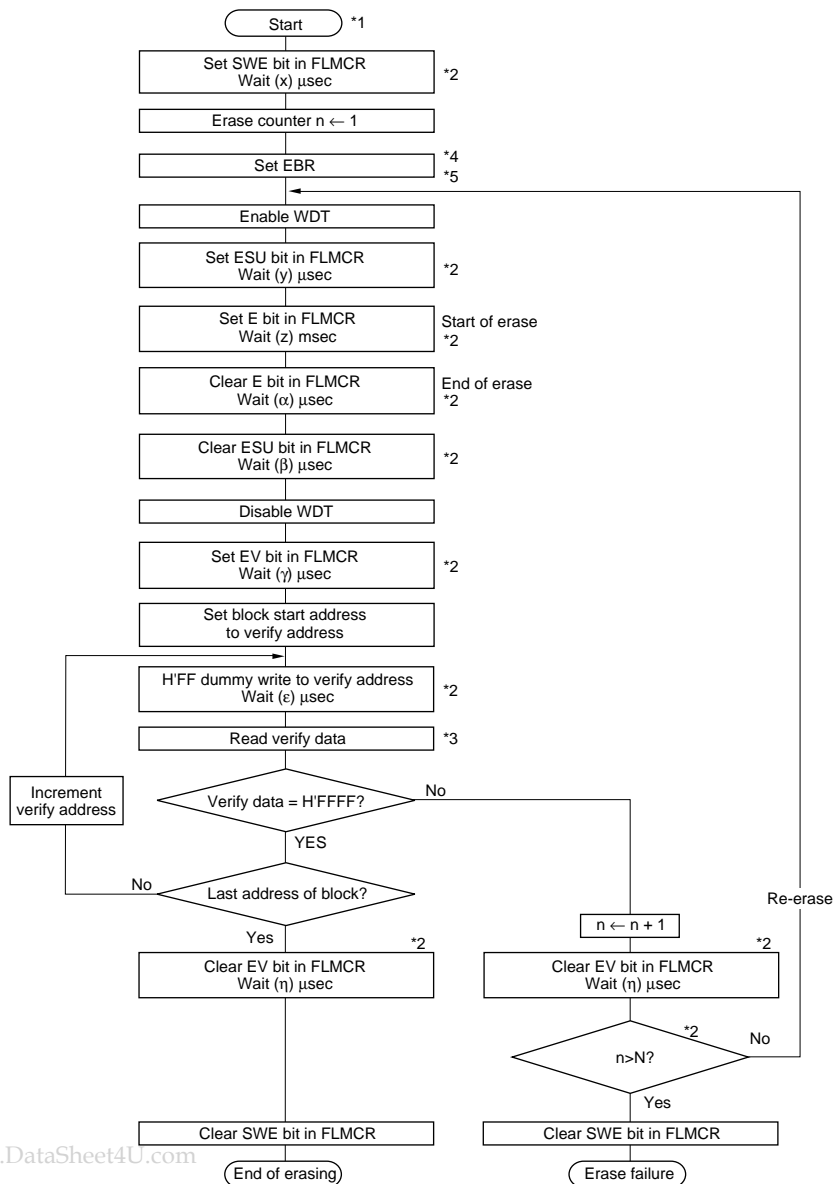 Start
*1
Set SWE bit in FLMCR
Wait (x) μsec
*2
Erase counter n ← 1
Set EBR
*4
*5
Enable WDT
Set ESU bit in FLMCR
Wait (y) μsec
*2
Set E bit in FLMCR
Wait (z) msec
Start of erase
*2
Clear E bit in FLMCR
Wait (α) μsec
End of erase
*2
Clear ESU bit in FLMCR
Wait (β) μsec
*2
Disable WDT
Set EV bit in FLMCR
Wait (γ) μsec
*2
Set block start address
to verify address
H'FF dummy write to verify address
Wait (ε) μsec
*2
Read verify data
*3
Increment
verify address
Verify data = H'FFFF?
No
YES
Last address of block?
No
Yes
Re-erase
n ← n + 1
*2
Clear EV bit in FLMCR
Wait (η) μsec
*2
Clear EV bit in FLMCR
Wait (η) μsec
*2
n>N?
No
Yes
Clear SWE bit in FLMCR
Clear SWE bit in FLMCR
.DataSheet4U.com
End of erasing
Erase failure